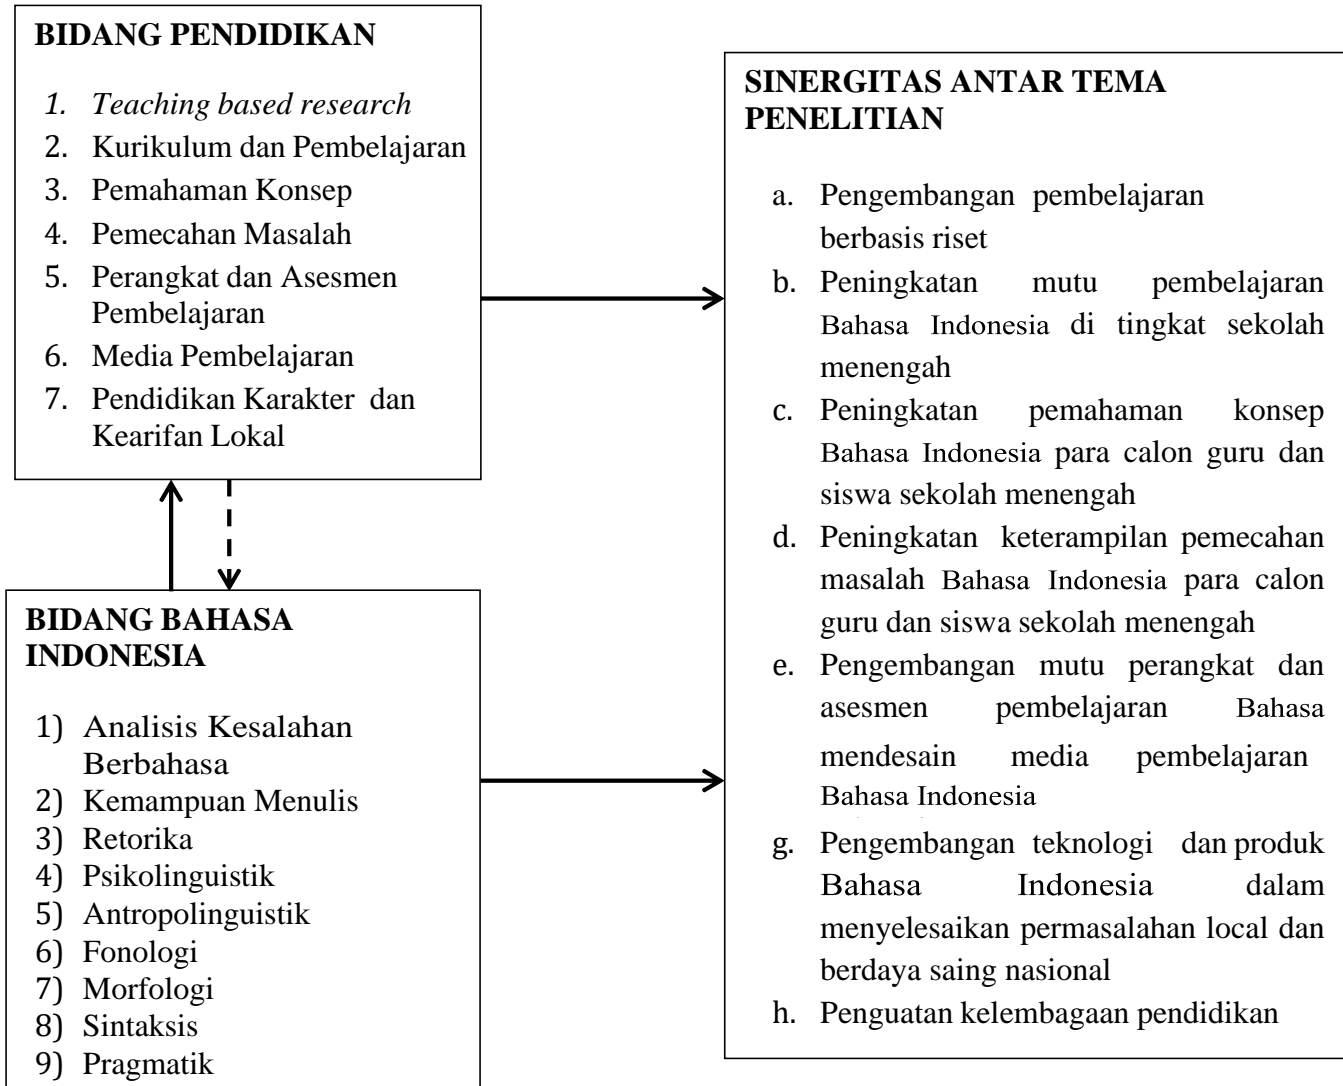 BIDANG PENDIDIKAN
1. Teaching based research
2. Kurikulum dan Pembelajaran
3. Pemahaman Konsep
4. Pemecahan Masalah
5. Perangkat dan Asesmen
Pembelajaran
6. Media Pembelajaran
7. Pendidikan Karakter dan
Kearifan Lokal
BIDANG BAHASA
INDONESIA
1) Analisis Kesalahan
Berbahasa
2) Kemampuan Menulis
3) Retorika
4) Psikolinguistik
5) Antropolinguistik
6) Fonologi
7) Morfologi
8) Sintaksis
9) Pragmatik
SINERGITAS ANTAR TEMA
PENELITIAN
a. Pengembangan pembelajaran
berbasis riset
b. Peningkatan mutu pembelajaran
Bahasa Indonesia di tingkat sekolah
menengah
c. Peningkatan pemahaman konsep
Bahasa Indonesia para calon guru dan
siswa sekolah menengah
d. Peningkatan keterampilan pemecahan
masalah Bahasa Indonesia para calon
guru dan siswa sekolah menengah
e. Pengembangan mutu perangkat dan
asesmen pembelajaran Bahasa
mendesain media pembelajaran
Bahasa Indonesia
g. Pengembangan teknologi dan produk
Bahasa Indonesia dalam
menyelesaikan permasalahan local dan
berdaya saing nasional
h. Penguatan kelembagaan pendidikan